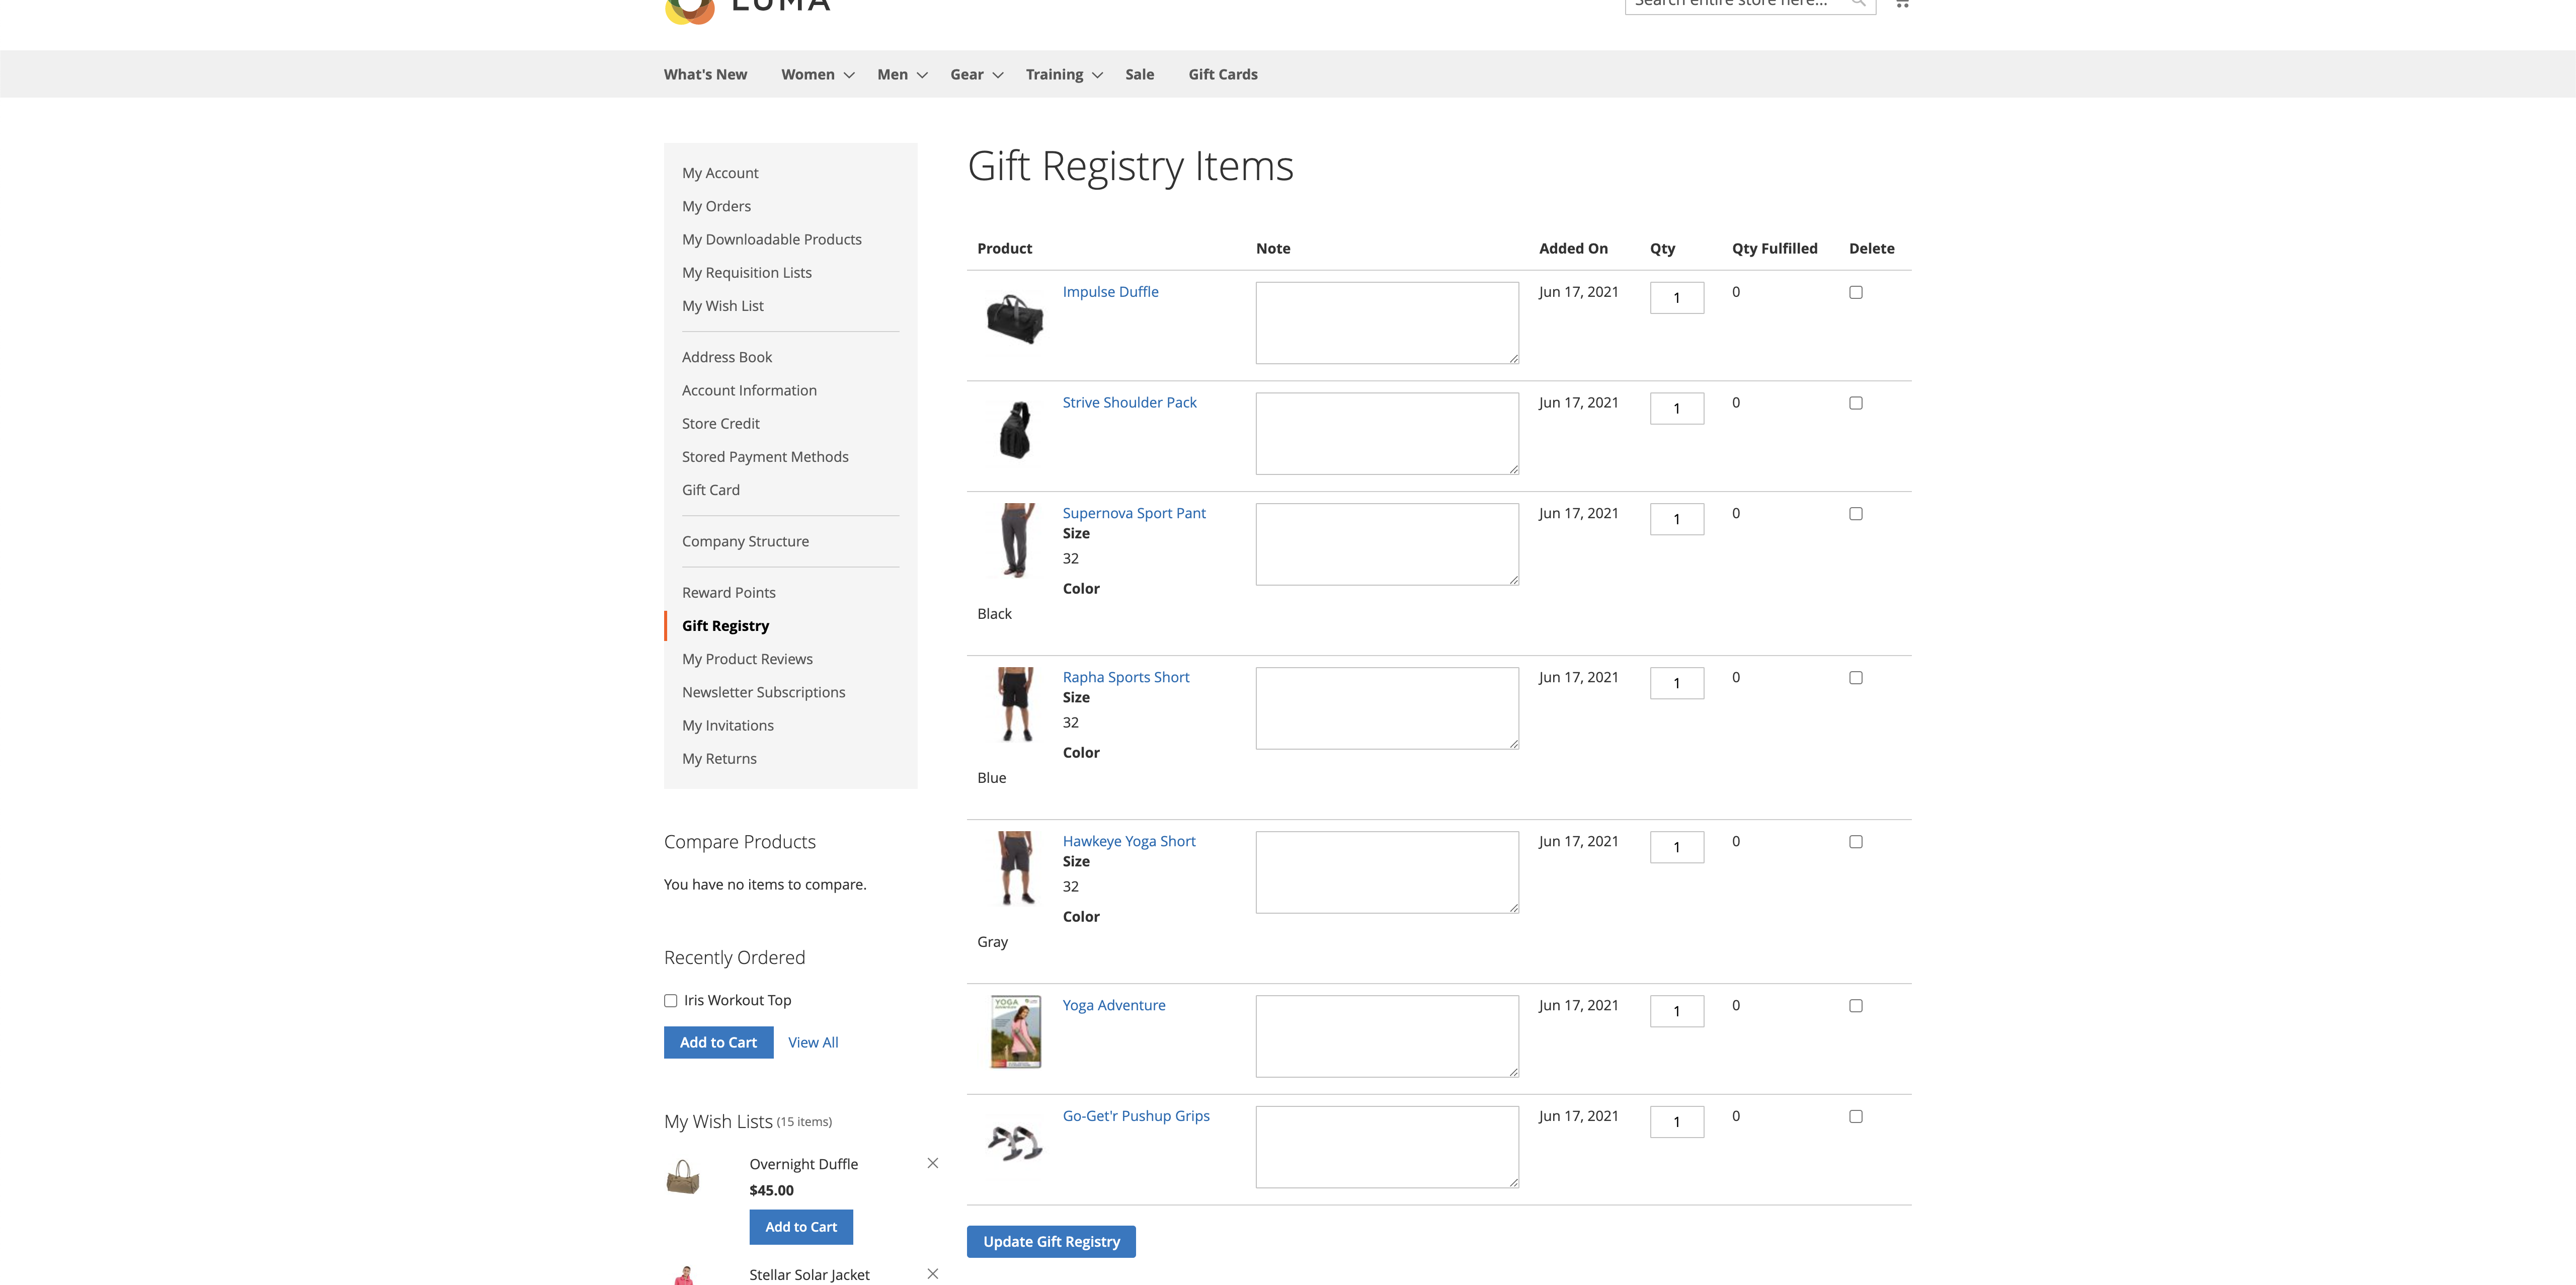 LUMA
Search entire store here...
What's New Women Men Gear Training Sale Gift Cards
My Account
My Orders
My Downloadable Products
My Requisition Lists
My Wish List
Address Book
Account Information
Store Credit
Stored Payment Methods
Gift Card
Company Structure
Reward Points
Gift Registry
My Product Reviews
Newsletter Subscriptions
My Invitations
My Returns
Compare Products
You have no items to compare.
Recently Ordered
Iris Workout Top
Add to Cart View All
My Wish Lists (15 items)
Overnight Duffle
$45.00
Add to Cart
Stellar Solar Jacket
Gift Registry Items
Product Note Added On Qty Qty Fulfilled Delete
Impulse Duffle Jun 17, 2021 1 0
Strive Shoulder Pack Jun 17, 2021 1 0
Supernova Sport Pant Jun 17, 2021 1 0
Size
32
Color
Black
Rapha Sports Short Jun 17, 2021 1 0
Size
32
Color
Blue
Hawkeye Yoga Short Jun 17, 2021 1 0
Size
32
Color
Gray
YOGA
Yoga Adventure Jun 17, 2021 1 0
Go-Get'r Pushup Grips Jun 17, 2021 1 0
Update Gift Registry